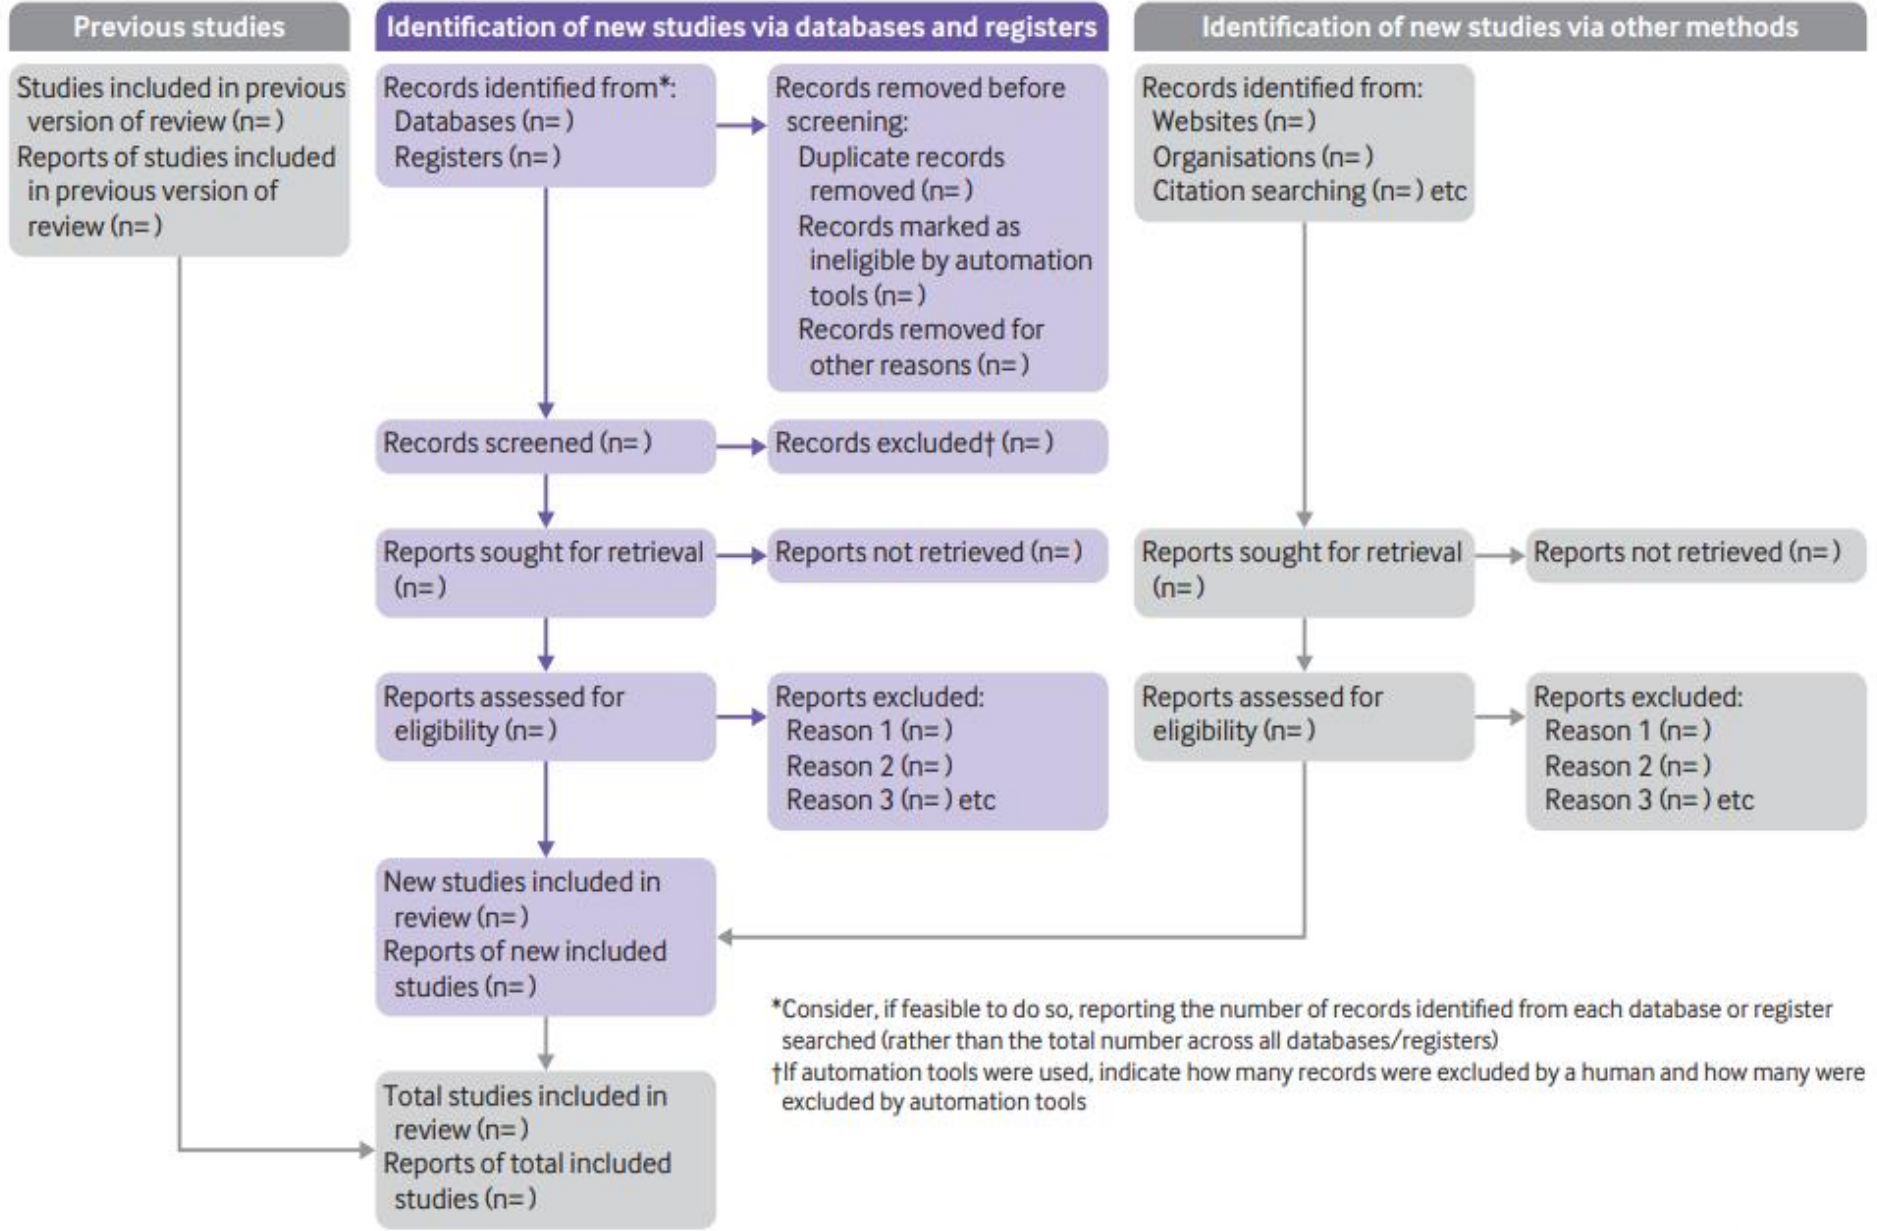 Previous studies
Studies included in previous
version of review (n= )
Reports of studies included
in previous version of
review (n= )
Identification of new studies via databases and registers
Records identified from*:
Databases (n= )
Registers (n= )
Records removed before
screening:
Duplicate records
removed (n= )
Records marked as
ineligible by automation
tools (n= )
Records removed for
other reasons (n= )
Records screened (n= )
Records excluded† (n= )
Reports sought for retrieval
(n= )
Reports not retrieved (n= )
Reports assessed for
eligibility (n= )
Reports excluded:
Reason 1 (n= )
Reason 2 (n= )
Reason 3 (n= ) etc
New studies included in
review (n= )
Reports of new included
studies (n= )
Total studies included in
review (n= )
Reports of total included
studies (n= )
Identification of new studies via other methods
Records identified from:
Websites (n= )
Organisations (n= )
Citation searching (n= ) etc
Reports sought for retrieval
(n= )
Reports not retrieved (n= )
Reports assessed for
eligibility (n= )
Reports excluded:
Reason 1 (n= )
Reason 2 (n= )
Reason 3 (n= ) etc
*Consider, if feasible to do so, reporting the number of records identified from each database or register
searched (rather than the total number across all databases/registers)
†If automation tools were used, indicate how many records were excluded by a human and how many were
excluded by automation tools